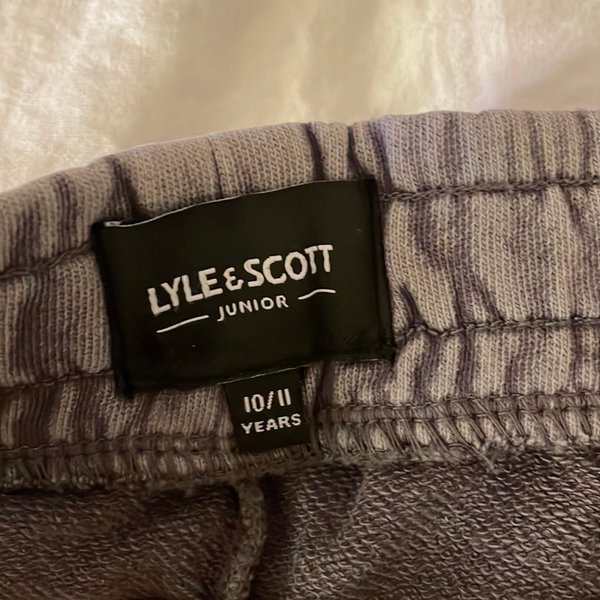 LYLE & SCOTT
JUNIOR
10/11
YEARS